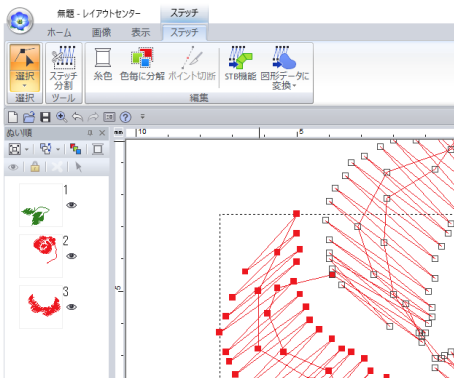 無題 - レイアウトセンター
ステッチ
ホーム 画像 表示 ステッチ
選択 ステッチ分割 糸色 色毎に分解 ポイント切断 STB機能 図形データに変換
選択 ツール 編集
ぬい順
10 5
1
2
3
5